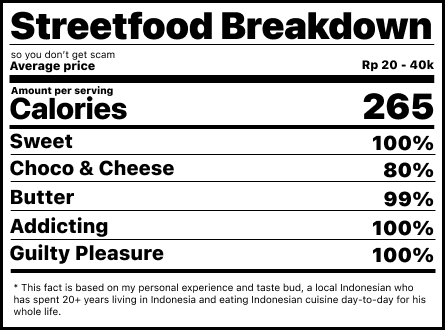 Streetfood Breakdown
so you don't get scam
Average price Rp 20 - 40k
Amount per serving
Calories 265
Sweet 100%
Choco & Cheese 80%
Butter 99%
Addicting 100%
Guilty Pleasure 100%
* This fact is based on my personal experience and taste bud, a local Indonesian who
has spent 20+ years living in Indonesia and eating Indonesian cuisine day-to-day for his
whole life.